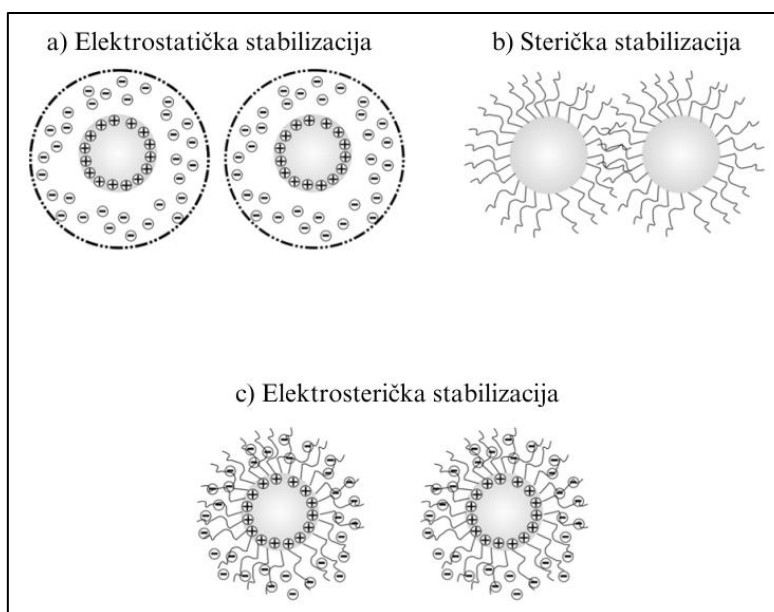 a) Elektrostatička stabilizacija
b) Sterička stabilizacija
c) Elektrosterička stabilizacija